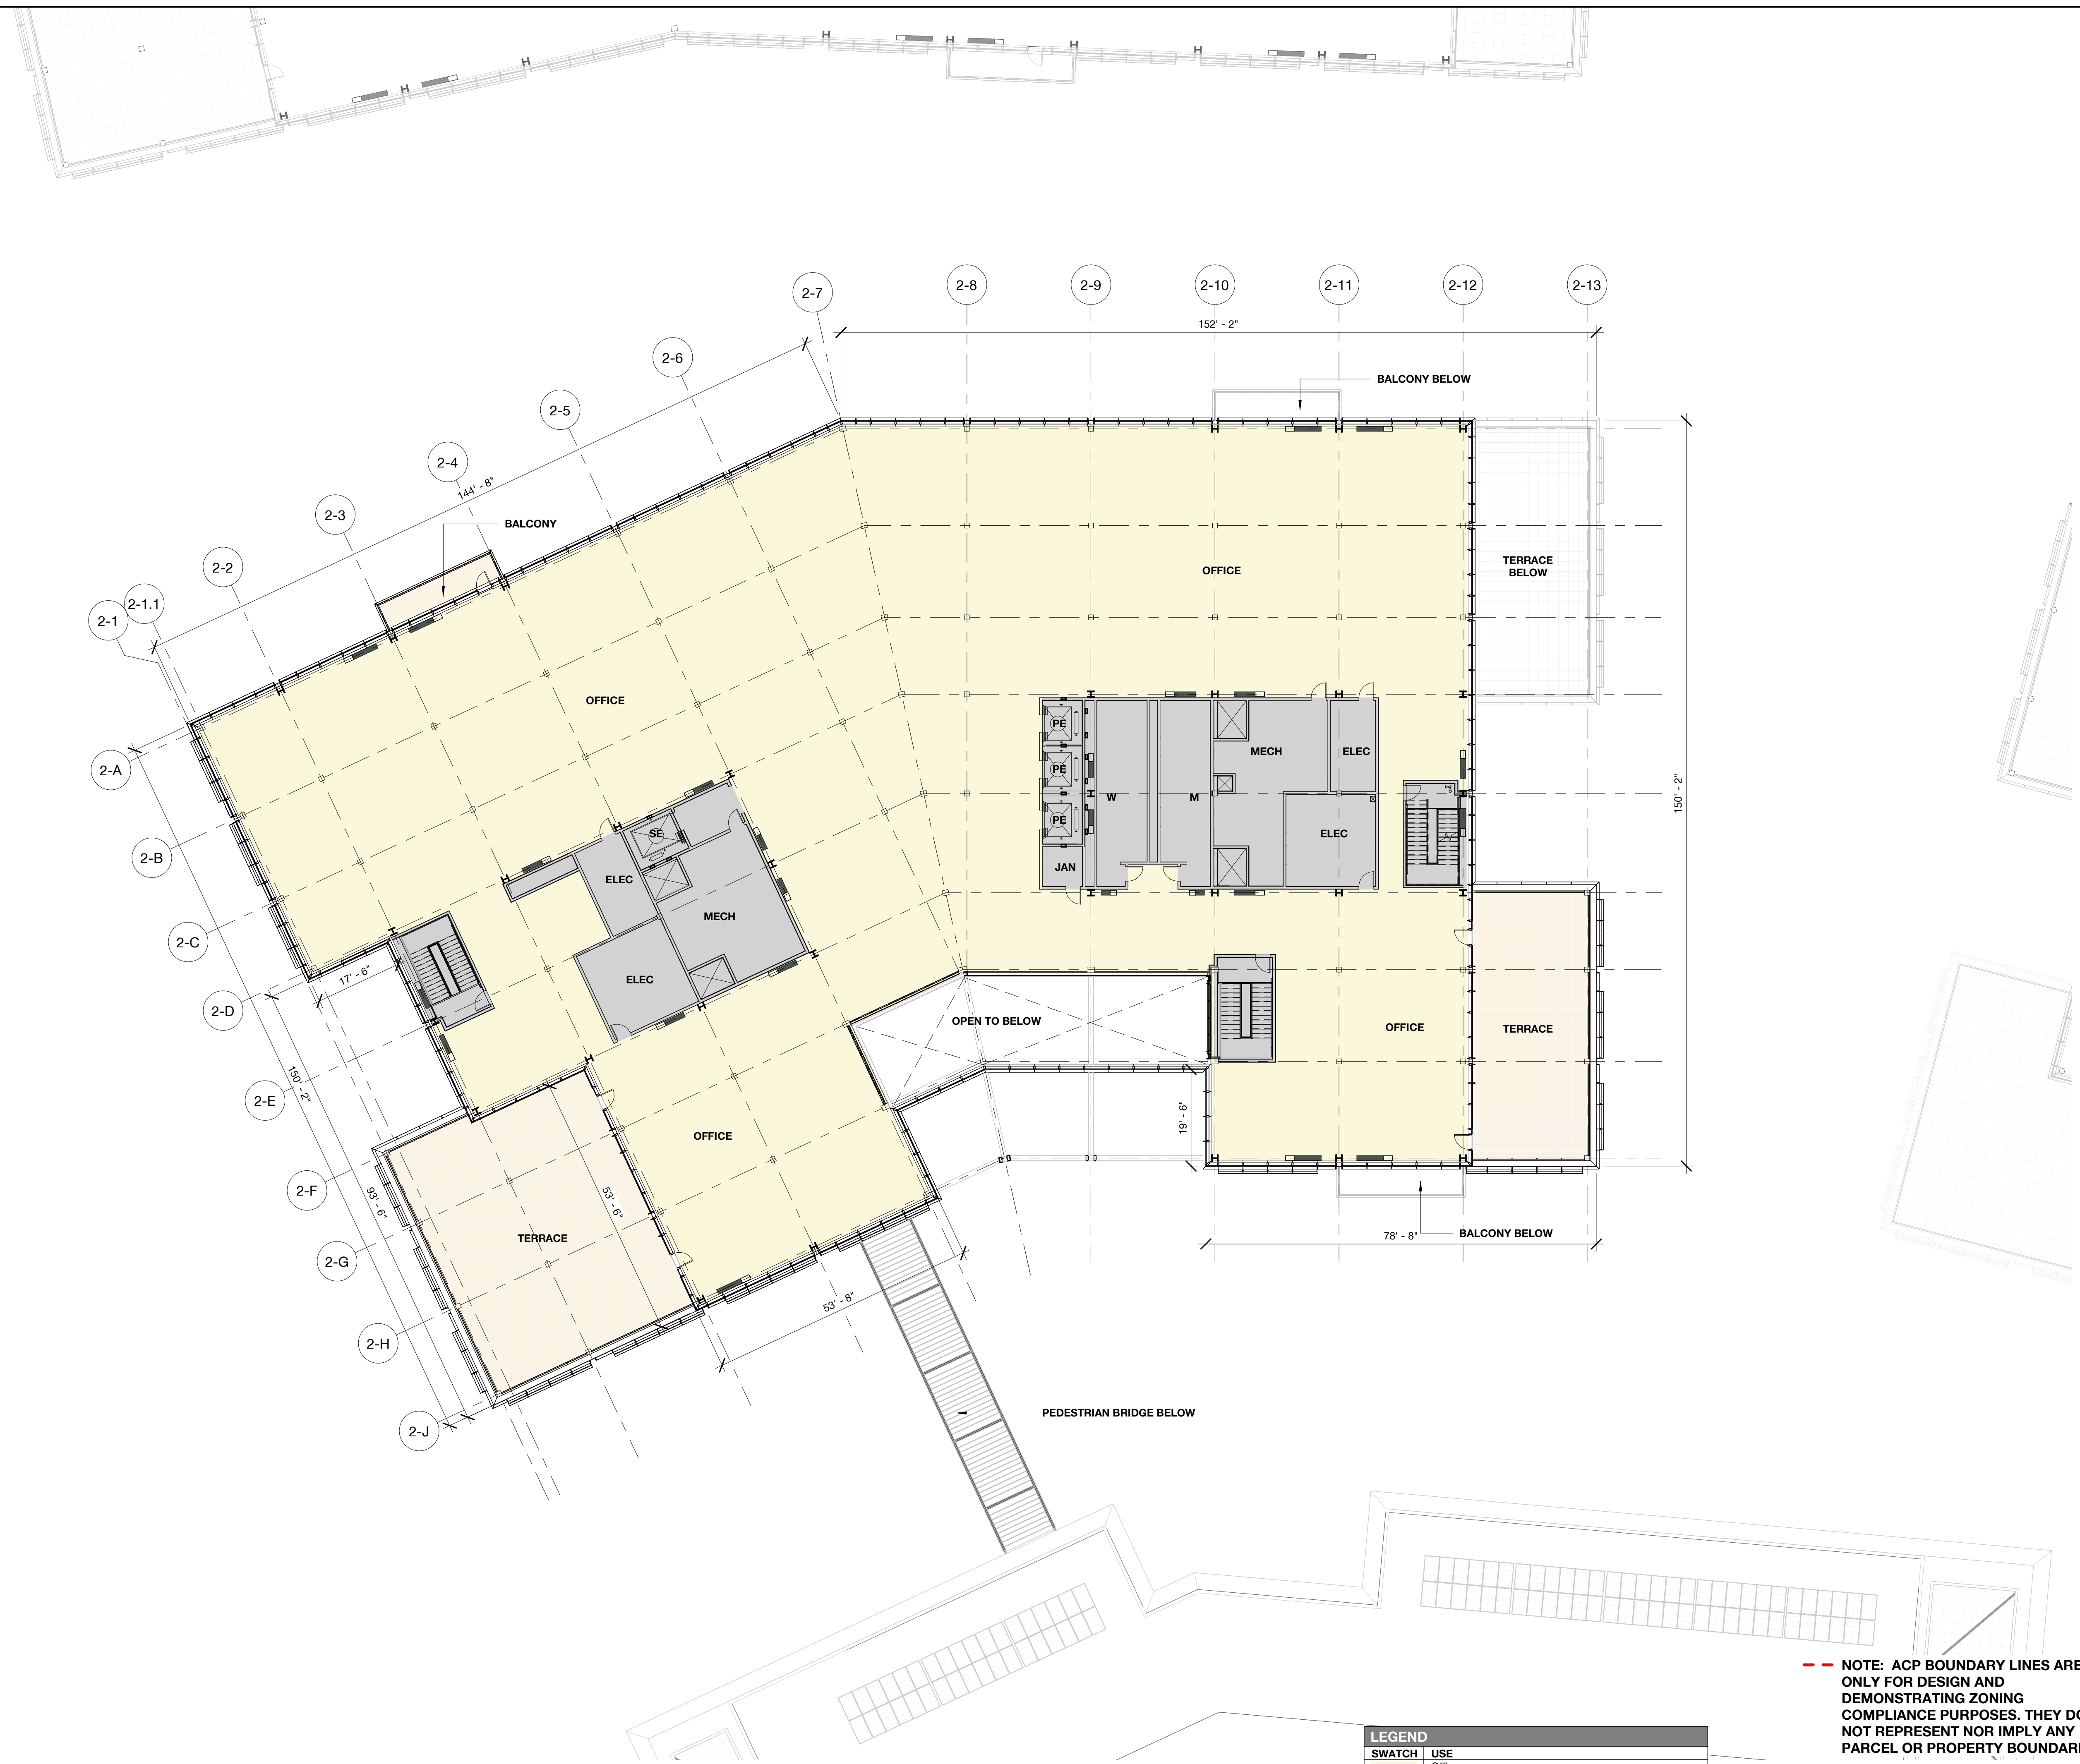 2-7
2-8
2-9
2-10
2-11
2-12
2-13
152' - 2"
2-6
BALCONY BELOW
2-5
2-4
144' - 8"
2-3
BALCONY
2-2
2-1.1
2-1
OFFICE
TERRACE
BELOW
OFFICE
PE
MECH
ELEC
2-A
PE
W
M
150' - 2"
PE
SE
ELEC
2-B
JAN
ELEC
MECH
2-C
17' - 6"
ELEC
2-D
OPEN TO BELOW
OFFICE
TERRACE
150' - 2"
2-E
19' - 6"
OFFICE
2-F
93' - 6"
53' - 6"
TERRACE
78' - 8"
BALCONY BELOW
2-G
53' - 8"
2-H
PEDESTRIAN BRIDGE BELOW
2-J
NOTE: ACP BOUNDARY LINES ARE
ONLY FOR DESIGN AND
DEMONSTRATING ZONING
COMPLIANCE PURPOSES. THEY DO
NOT REPRESENT NOR IMPLY ANY
PARCEL OR PROPERTY BOUNDARI
LEGEND
SWATCH USE